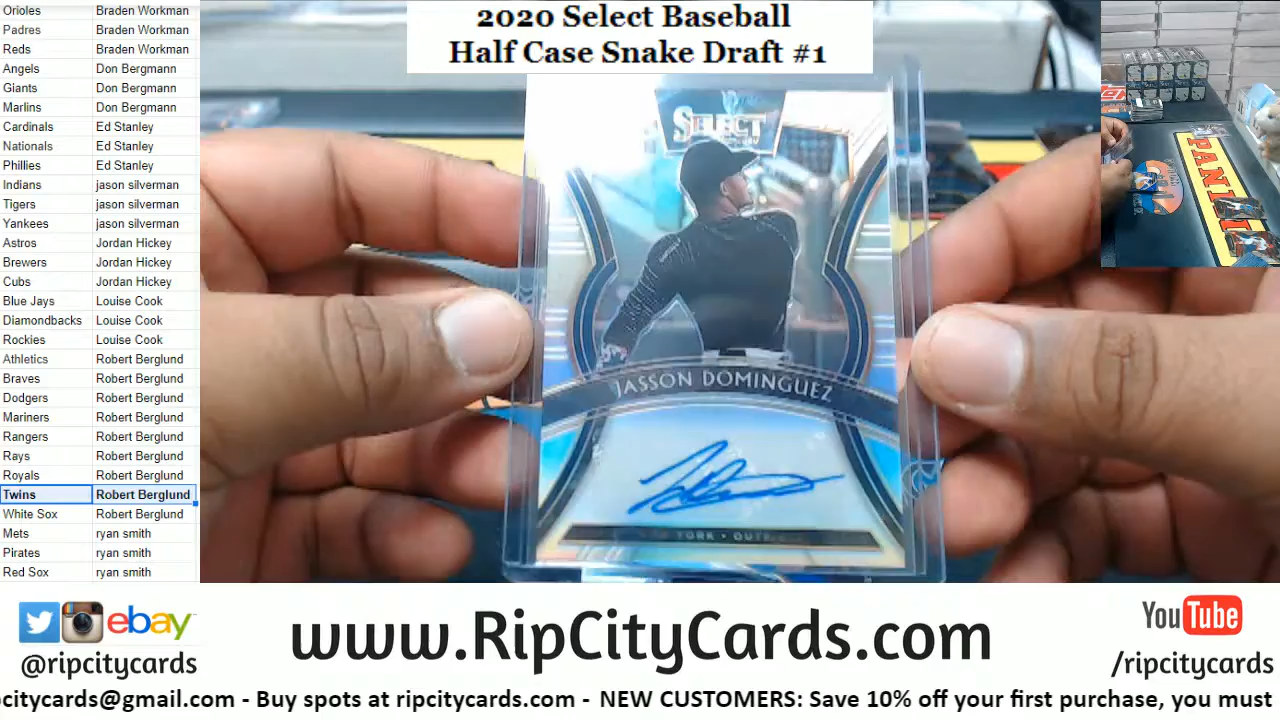 2020 Select Baseball
Half Case Snake Draft #1
Orioles Braden Workman
Padres Braden Workman
Reds Braden Workman
Angels Don Bergmann
Giants Don Bergmann
Marlins Don Bergmann
Cardinals Ed Stanley
Nationals Ed Stanley
Phillies Ed Stanley
Indians jason silverman
Tigers jason silverman
Yankees jason silverman
Astros Jordan Hickey
Brewers Jordan Hickey
Cubs Jordan Hickey
Blue Jays Louise Cook
Diamondbacks Louise Cook
Rockies Louise Cook
Athletics Robert Berglund
Braves Robert Berglund
Dodgers Robert Berglund
Mariners Robert Berglund
Rangers Robert Berglund
Rays Robert Berglund
Royals Robert Berglund
Twins Robert Berglund
White Sox Robert Berglund
Mets ryan smith
Pirates ryan smith
Red Sox ryan smith
SELECT
JASSON DOMINGUEZ
YORK
PANINI
ebay
@ripcitycards
www.RipCityCards.com
YouTube
/ripcitycards
citycards@gmail.com - Buy spots at ripcitycards.com - NEW CUSTOMERS: Save 10% off your first purchase, you must